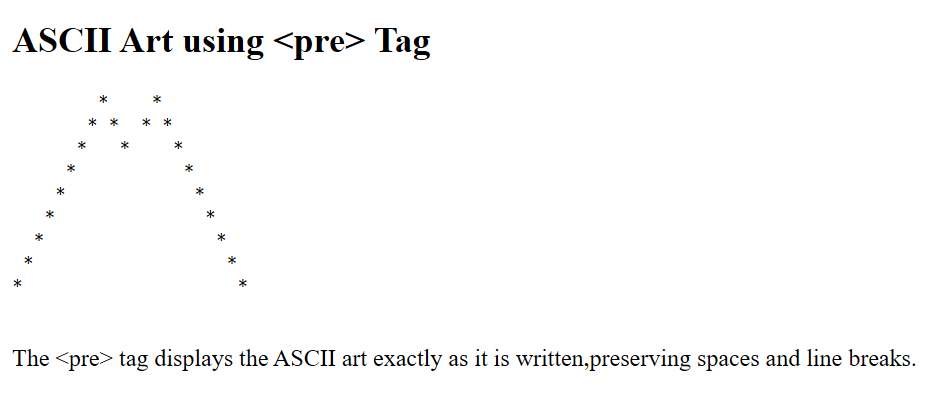 ASCII Art using <pre> Tag
        *    *
       * *  * *
      *   *    *
     *          *
    *            *
   *              *
  *                *
 *                  *
*                    *
The <pre> tag displays the ASCII art exactly as it is written,preserving spaces and line breaks.